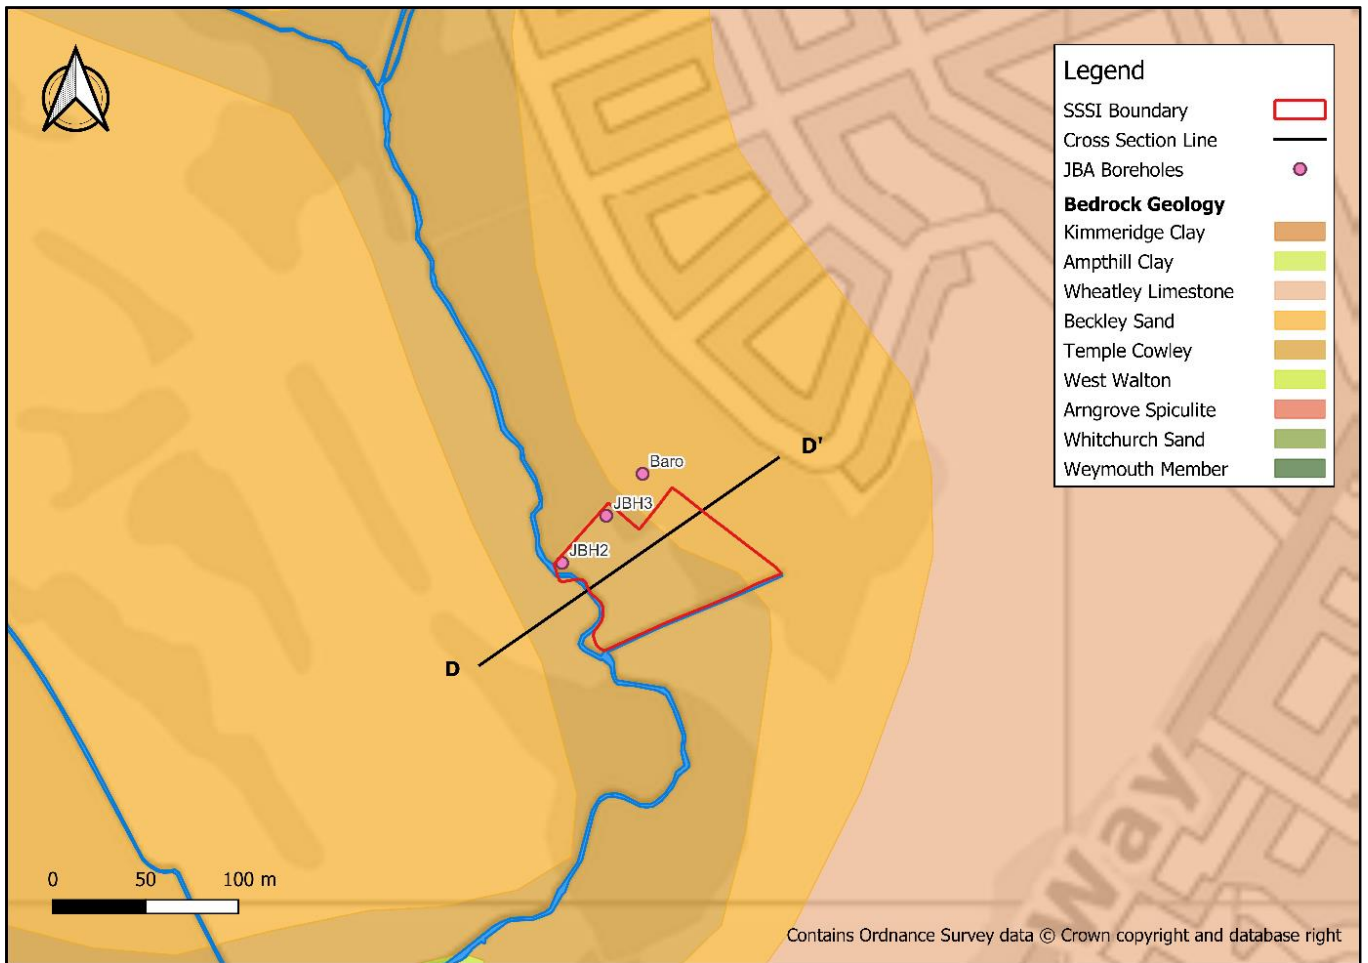 Legend
SSSI Boundary
Cross Section Line
JBA Boreholes
Bedrock Geology
Kimmeridge Clay
Ampthill Clay
Wheatley Limestone
Beckley Sand
Temple Cowley
West Walton
Arngrove Spiculite
Whitchurch Sand
Weymouth Member
D'
Baro
JBH3
JBH2
D
way
0 50 100 m
Contains Ordnance Survey data © Crown copyright and database right